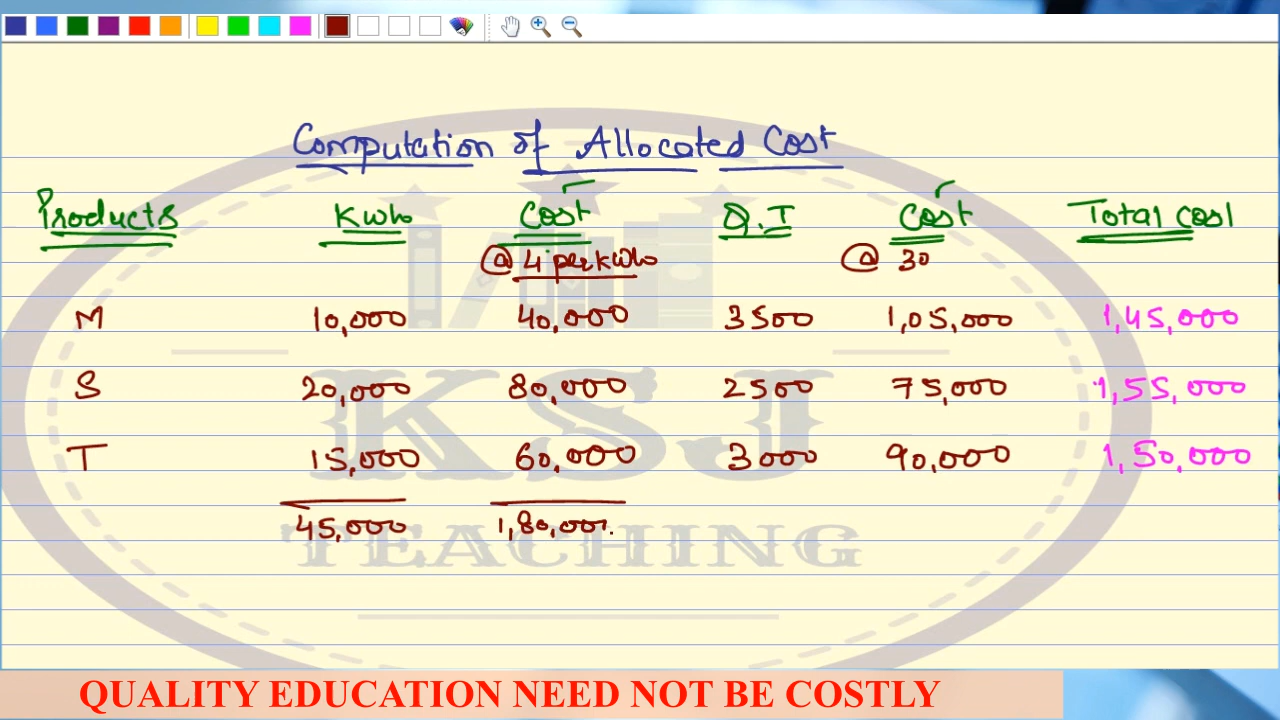 Computation of Allocated Cost
Products Kwh Cost Q.I Cost Total cost
@ 4 per Kwh @ 30
M 10,000 40,000 3500 1,05,000 1,45,000
S 20,000 80,000 2500 75,000 1,55,000
T 15,000 60,000 3000 90,000 1,50,000
45,000 1,80,000
KSJ
TEACHING
QUALITY EDUCATION NEED NOT BE COSTLY